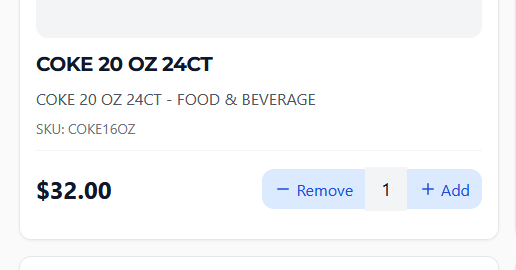 COKE 20 OZ 24CT
COKE 20 OZ 24CT - FOOD & BEVERAGE
SKU: COKE16OZ
$32.00
− Remove 1 + Add